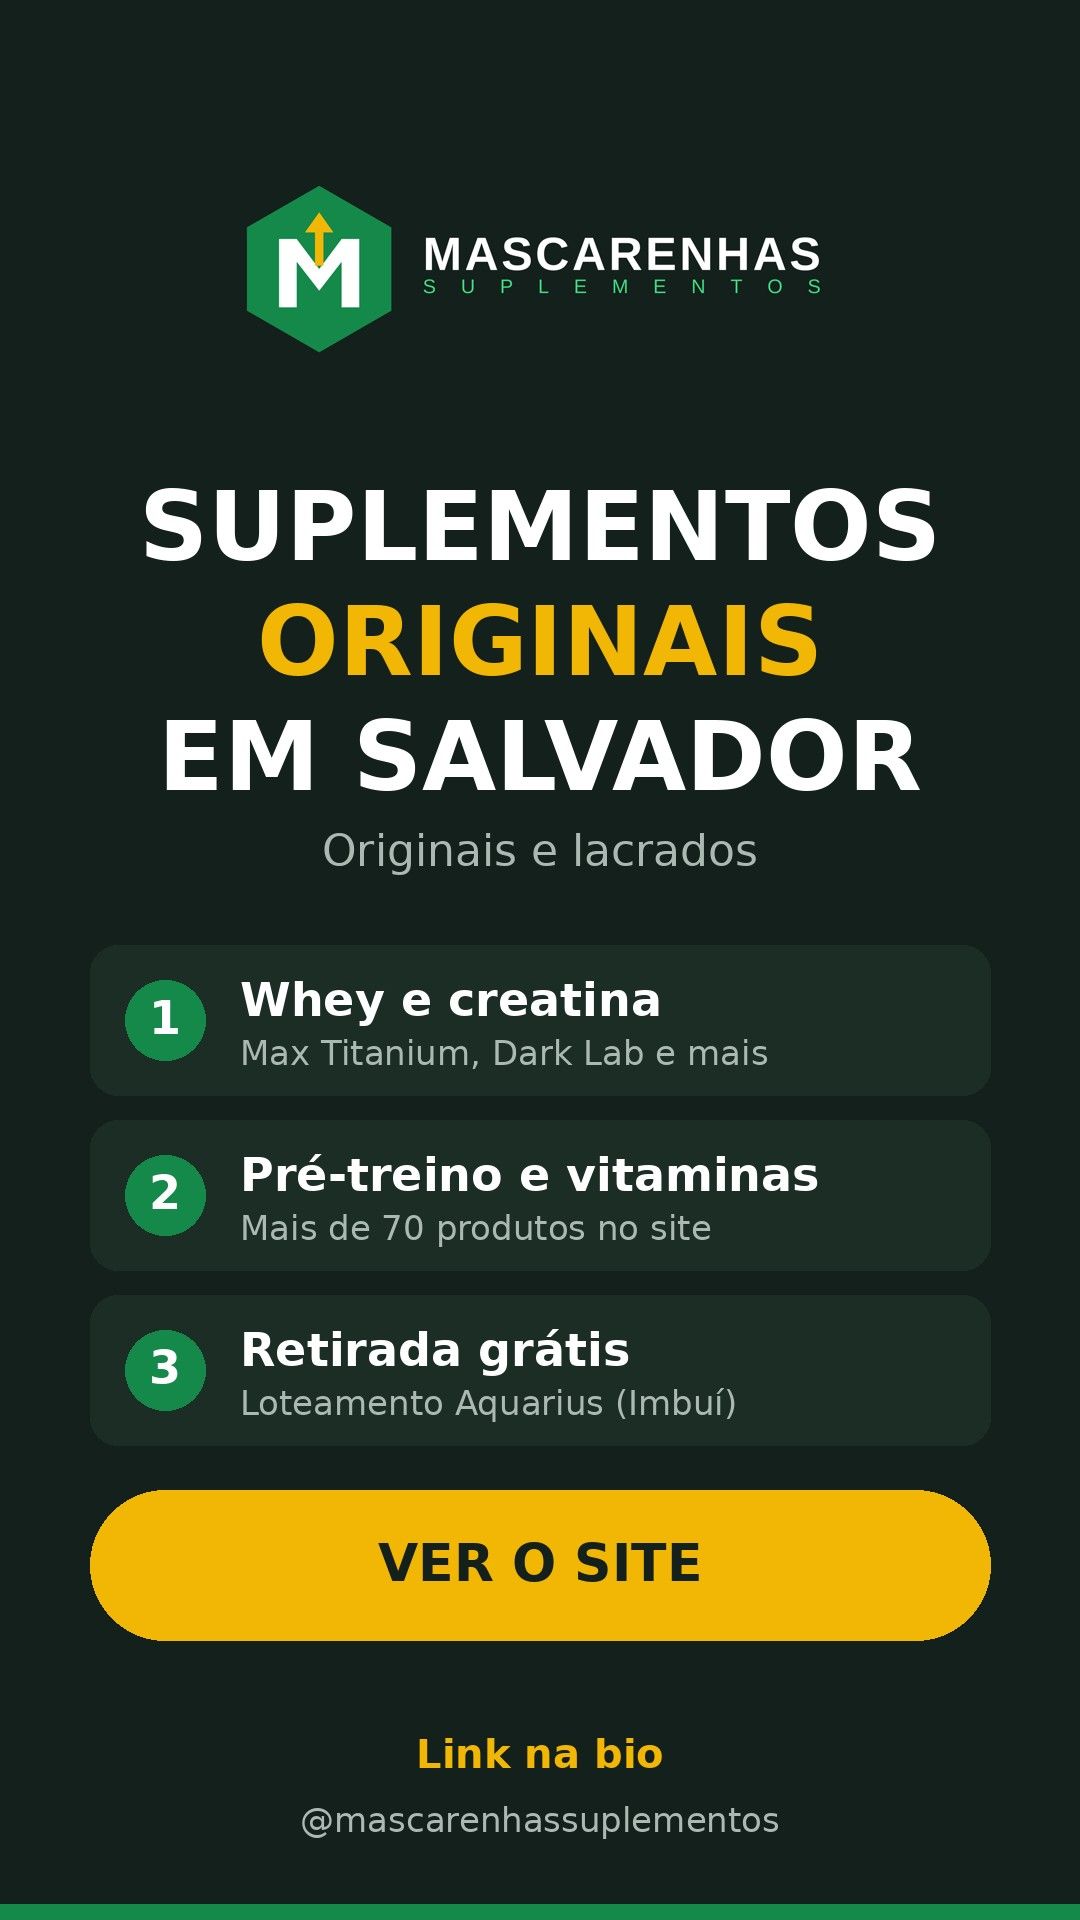 MASCARENHAS
SUPLEMENTOS
SUPLEMENTOS
ORIGINAIS
EM SALVADOR
Originais e lacrados
1
Whey e creatina
Max Titanium, Dark Lab e mais
2
Pré-treino e vitaminas
Mais de 70 produtos no site
3
Retirada grátis
Loteamento Aquarius (Imbuí)
VER O SITE
Link na bio
@mascarenhassuplementos